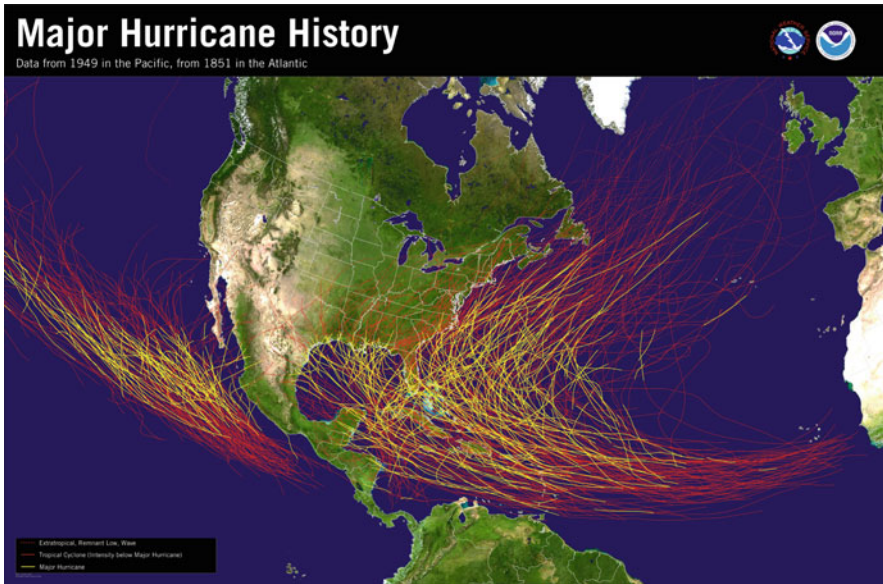 Major Hurricane History
Data from 1949 in the Pacific, from 1851 in the Atlantic
NOAA
Extratropical, Remnant Low, Wave
Tropical Cyclone (Intensity below Major Hurricane)
Major Hurricane